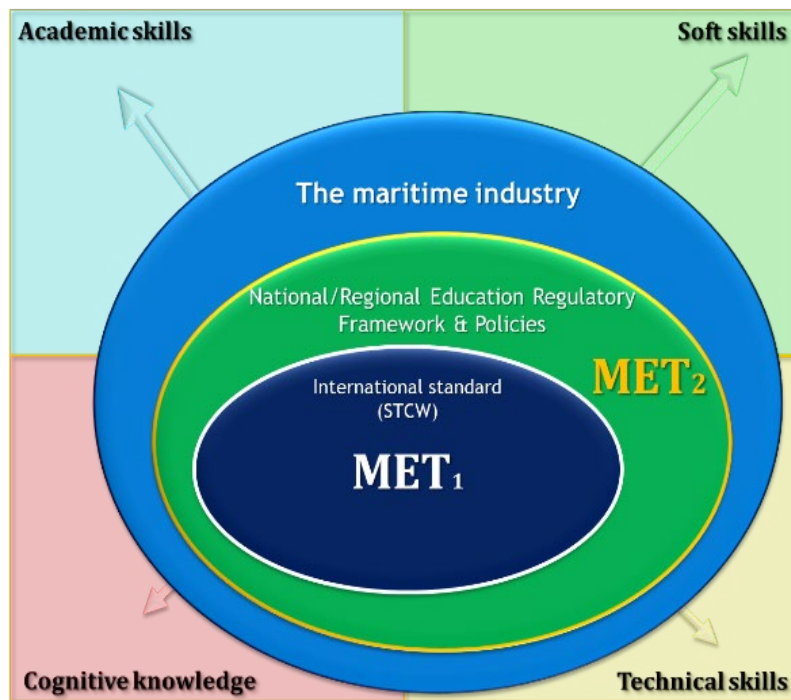 Academic skills
Soft skills
The maritime industry
National/Regional Education Regulatory
Framework & Policies
MET₂
International standard
(STCW)
MET₁
Cognitive knowledge
Technical skills